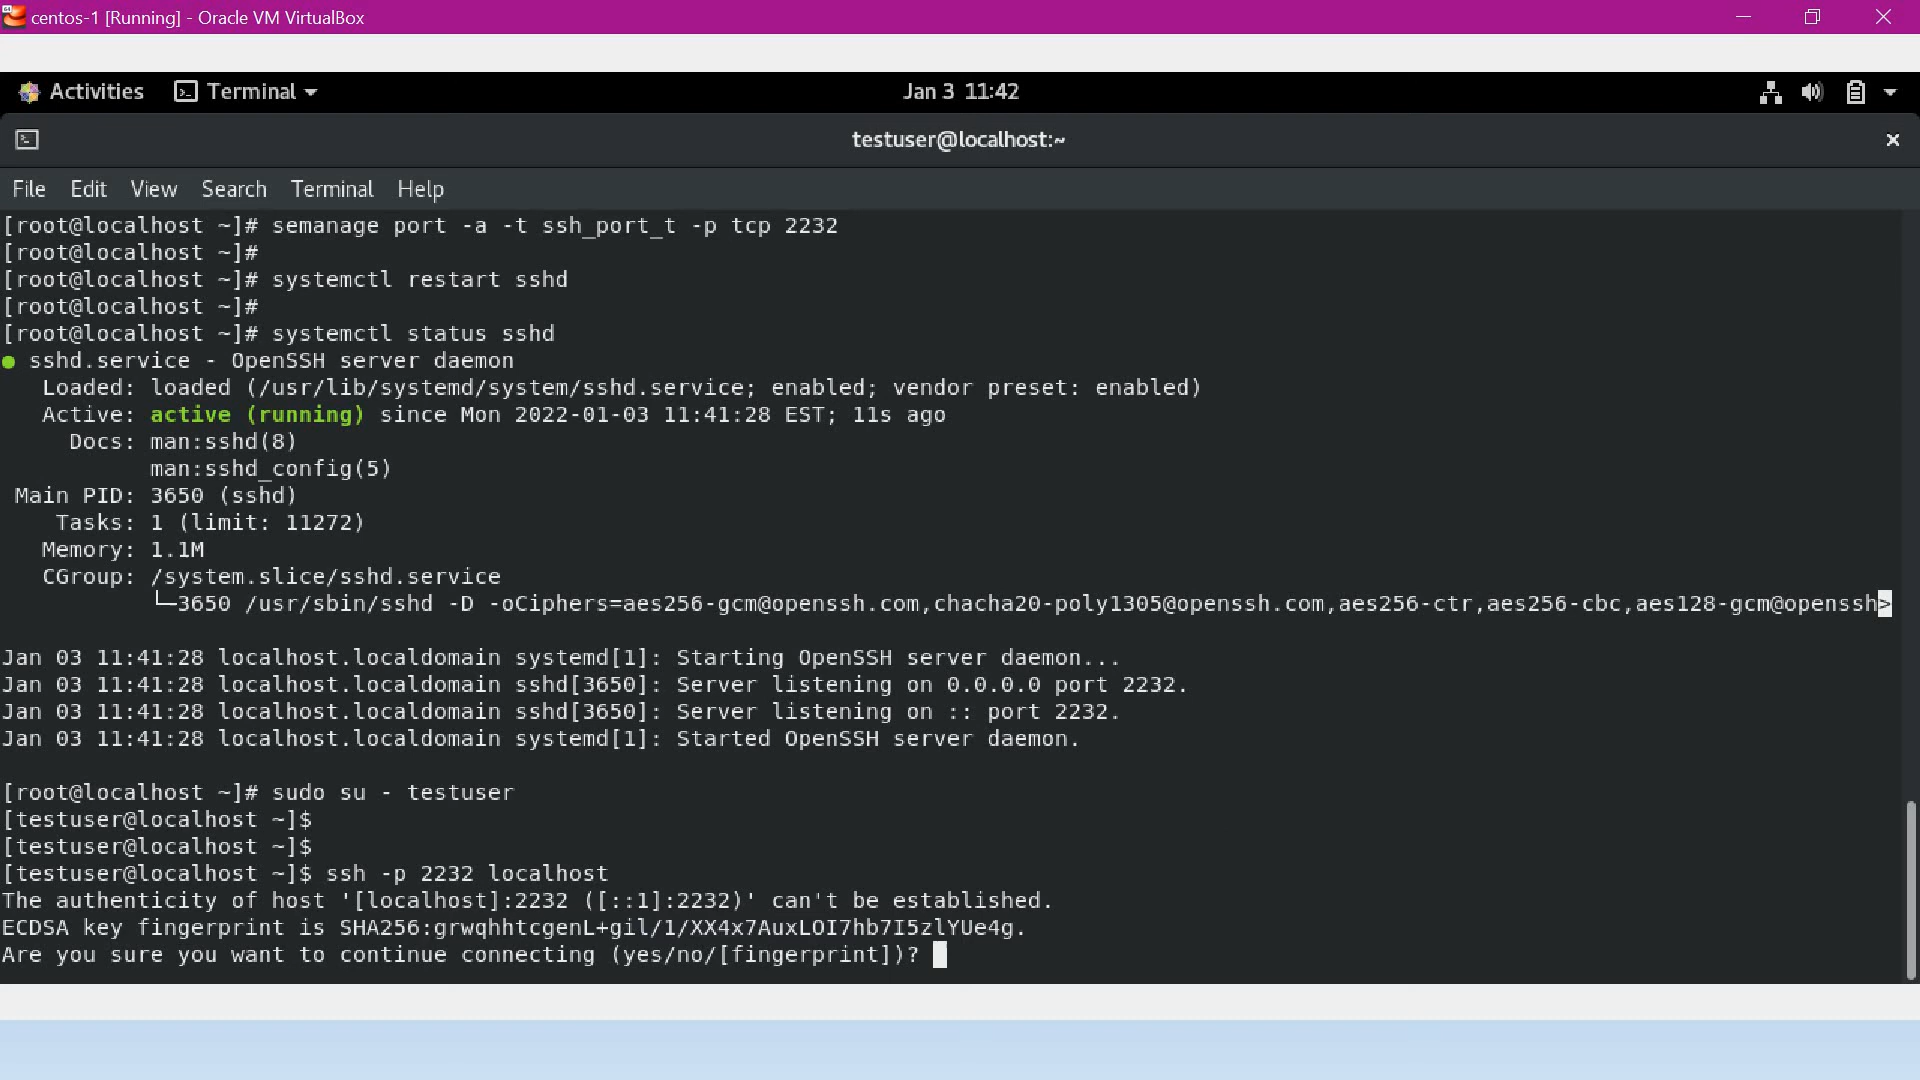 centos-1 [Running] - Oracle VM VirtualBox
Activities Terminal Jan 3 11:42
testuser@localhost:~
File Edit View Search Terminal Help
[root@localhost ~]# semanage port -a -t ssh_port_t -p tcp 2232
[root@localhost ~]#
[root@localhost ~]# systemctl restart sshd
[root@localhost ~]#
[root@localhost ~]# systemctl status sshd
● sshd.service - OpenSSH server daemon
   Loaded: loaded (/usr/lib/systemd/system/sshd.service; enabled; vendor preset: enabled)
   Active: active (running) since Mon 2022-01-03 11:41:28 EST; 11s ago
     Docs: man:sshd(8)
           man:sshd_config(5)
 Main PID: 3650 (sshd)
    Tasks: 1 (limit: 11272)
   Memory: 1.1M
   CGroup: /system.slice/sshd.service
           └─3650 /usr/sbin/sshd -D -oCiphers=aes256-gcm@openssh.com,chacha20-poly1305@openssh.com,aes256-ctr,aes256-cbc,aes128-gcm@openssh>
Jan 03 11:41:28 localhost.localdomain systemd[1]: Starting OpenSSH server daemon...
Jan 03 11:41:28 localhost.localdomain sshd[3650]: Server listening on 0.0.0.0 port 2232.
Jan 03 11:41:28 localhost.localdomain sshd[3650]: Server listening on :: port 2232.
Jan 03 11:41:28 localhost.localdomain systemd[1]: Started OpenSSH server daemon.
[root@localhost ~]# sudo su - testuser
[testuser@localhost ~]$
[testuser@localhost ~]$
[testuser@localhost ~]$ ssh -p 2232 localhost
The authenticity of host '[localhost]:2232 ([::1]:2232)' can't be established.
ECDSA key fingerprint is SHA256:grwqhhtcgenL+gil/1/XX4x7AuxLOI7hb7I5zlYUe4g.
Are you sure you want to continue connecting (yes/no/[fingerprint])?